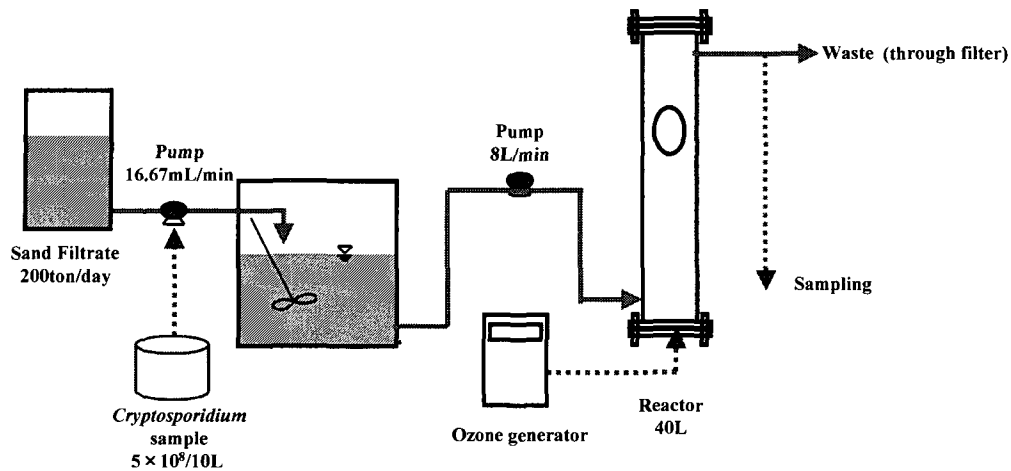 Waste (through filter)
Pump
8L/min
Pump
16.67mL/min
Sand Filtrate
200ton/day
Sampling
Cryptosporidium
sample
5×10⁸/10L
Ozone generator
Reactor
40L